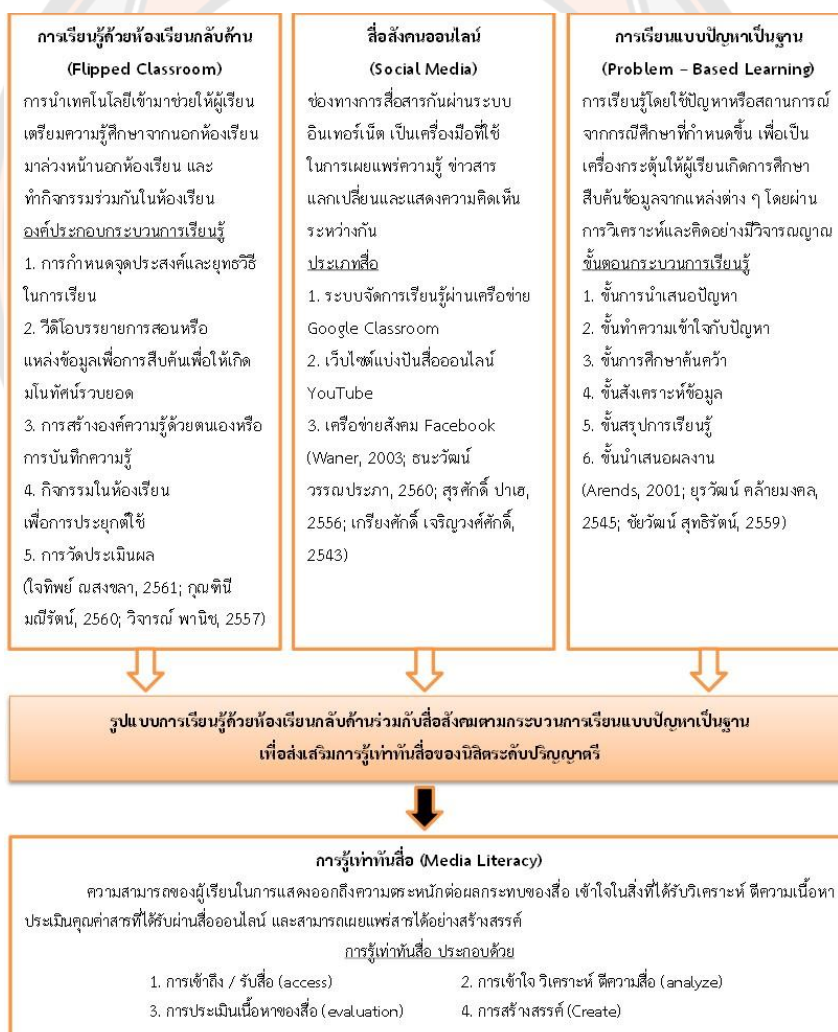 การเรียนรู้ด้วยห้องเรียนกลับด้าน
(Flipped Classroom)
การนำเทคโนโลยีเข้ามาช่วยให้ผู้เรียน
เตรียมความรู้ศึกษาจากนอกห้องเรียน
มาล่วงหน้านอกห้องเรียน และ
ทำกิจกรรมร่วมกันในห้องเรียน
องค์ประกอบกระบวนการเรียนรู้
1. การกำหนดจุดประสงค์และยุทธวิธี
ในการเรียน
2. วีดิโอบรรยายการสอนหรือ
แหล่งข้อมูลเพื่อการสืบค้นเพื่อให้เกิด
มโนทัศน์รวบยอด
3. การสร้างองค์ความรู้ด้วยตนเองหรือ
การบันทึกความรู้
4. กิจกรรมในห้องเรียน
เพื่อการประยุกต์ใช้
5. การวัดประเมินผล
(ใจทิพย์ ณสงขลา, 2561; กุณฑินี
มณีรัตน์, 2560; วิจารณ์ พานิช, 2557)
สื่อสังคมออนไลน์
(Social Media)
ช่องทางการสื่อสารกันผ่านระบบ
อินเทอร์เน็ต เป็นเครื่องมือที่ใช้
ในการเผยแพร่ความรู้ ข่าวสาร
แลกเปลี่ยนและแสดงความคิดเห็น
ระหว่างกัน
ประเภทสื่อ
1. ระบบจัดการเรียนรู้ผ่านเครือข่าย
Google Classroom
2. เว็บไซต์แบ่งปันสื่อออนไลน์
YouTube
3. เครือข่ายสังคม Facebook
(Waner, 2003; ธนะวัฒน์
วรรณประภา, 2560; สุรศักดิ์ ปาเฮ,
2556; เกรียงศักดิ์ เจริญวงศ์ศักดิ์,
2543)
การเรียนแบบปัญหาเป็นฐาน
(Problem – Based Learning)
การเรียนรู้โดยใช้ปัญหาหรือสถานการณ์
จากกรณีศึกษาที่กำหนดขึ้น เพื่อเป็น
เครื่องกระตุ้นให้ผู้เรียนเกิดการศึกษา
สืบค้นข้อมูลจากแหล่งต่าง ๆ โดยผ่าน
การวิเคราะห์และคิดอย่างมีวิจารณญาณ
ขั้นตอนกระบวนการเรียนรู้
1. ขั้นการนำเสนอปัญหา
2. ขั้นทำความเข้าใจกับปัญหา
3. ขั้นการศึกษาค้นคว้า
4. ขั้นสังเคราะห์ข้อมูล
5. ขั้นสรุปการเรียนรู้
6. ขั้นนำเสนอผลงาน
(Arends, 2001; ยุรวัฒน์ คล้ายมงคล,
2545; ชัยวัฒน์ สุทธิรัตน์, 2559)
รูปแบบการเรียนรู้ด้วยห้องเรียนกลับด้านร่วมกับสื่อสังคมตามกระบวนการเรียนแบบปัญหาเป็นฐาน
เพื่อส่งเสริมการรู้เท่าทันสื่อของนิสิตระดับปริญญาตรี
การรู้เท่าทันสื่อ (Media Literacy)
ความสามารถของผู้เรียนในการแสดงออกถึงความตระหนักต่อผลกระทบของสื่อ เข้าใจในสิ่งที่ได้รับวิเคราะห์ ตีความเนื้อหา
ประเมินคุณค่าสารที่ได้รับผ่านสื่อออนไลน์ และสามารถเผยแพร่สารได้อย่างสร้างสรรค์
การรู้เท่าทันสื่อ ประกอบด้วย
1. การเข้าถึง / รับสื่อ (access) 2. การเข้าใจ วิเคราะห์ ตีความสื่อ (analyze)
3. การประเมินเนื้อหาของสื่อ (evaluation) 4. การสร้างสรรค์ (Create)